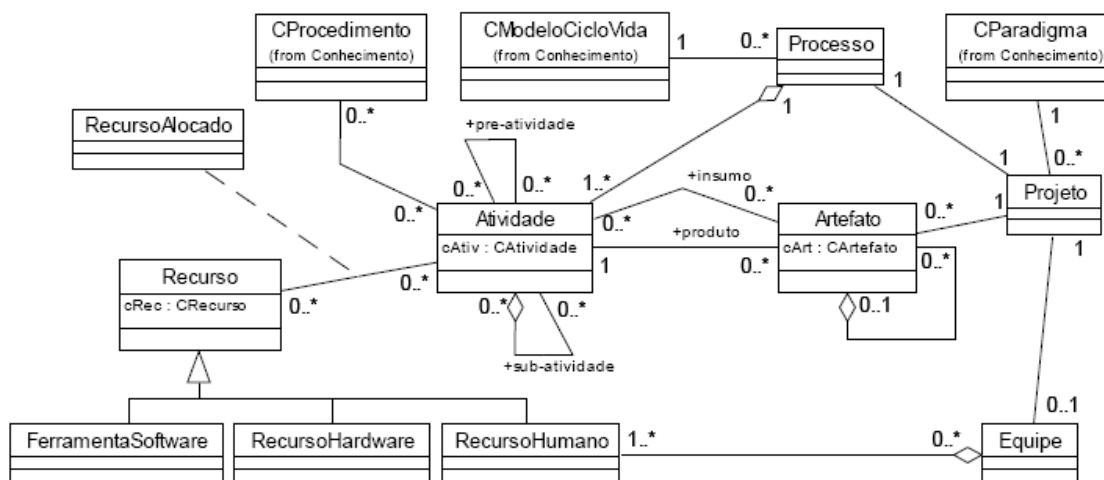 CProcedimento
(from Conhecimento)
CModeloCicloVida
(from Conhecimento)
1
0..*
Processo
CParadigma
(from Conhecimento)
1
1
1
0..*
RecursoAlocado
+pre-atividade
0..*
0..*
0..*
1..*
+insumo
0..*
0..*
1
0..*
Projeto
Atividade
cAtiv : CAtividade
0..*
+produto
1
0..*
Artefato
cArt : CArtefato
0..*
1
0..*
0..1
1
Recurso
cRec : CRecurso
0..*
0..*
0..*
0..*
+sub-atividade
0..1
FerramentaSoftware
RecursoHardware
RecursoHumano
1..*
0..*
Equipe